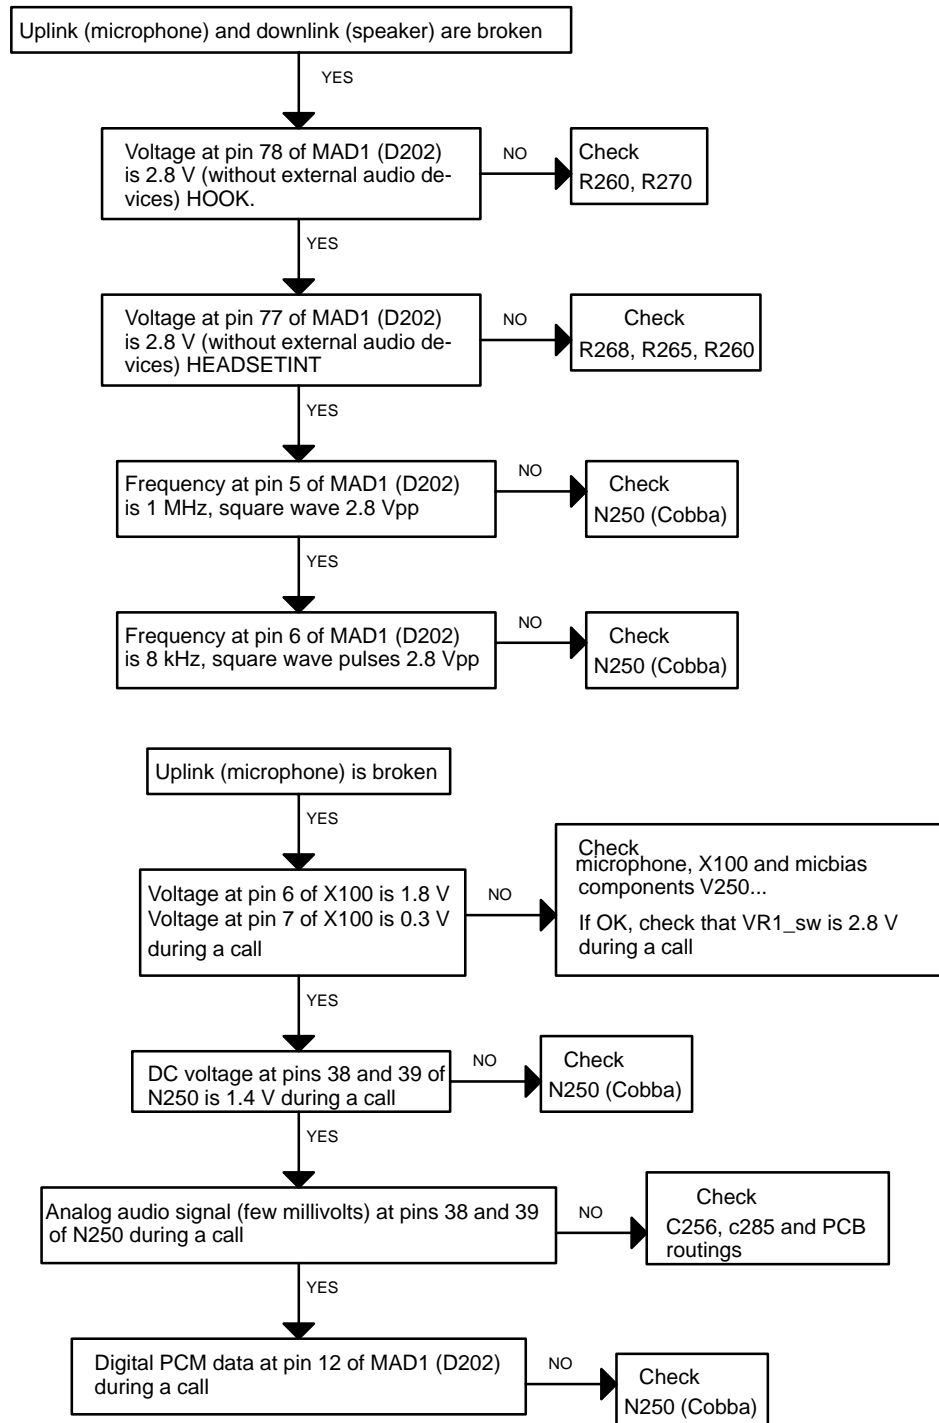 Uplink (microphone) and downlink (speaker) are broken
YES
Voltage at pin 78 of MAD1 (D202)
is 2.8 V (without external audio de-
vices) HOOK.
NO
Check
R260, R270
YES
Voltage at pin 77 of MAD1 (D202)
is 2.8 V (without external audio de-
vices) HEADSETINT
NO
Check
R268, R265, R260
YES
Frequency at pin 5 of MAD1 (D202)
is 1 MHz, square wave 2.8 Vpp
NO
Check
N250 (Cobba)
YES
Frequency at pin 6 of MAD1 (D202)
is 8 kHz, square wave pulses 2.8 Vpp
NO
Check
N250 (Cobba)
Uplink (microphone) is broken
YES
Voltage at pin 6 of X100 is 1.8 V
Voltage at pin 7 of X100 is 0.3 V
during a call
NO
Check
microphone, X100 and micbias
components V250...
If OK, check that VR1_sw is 2.8 V
during a call
YES
DC voltage at pins 38 and 39 of
N250 is 1.4 V during a call
NO
Check
N250 (Cobba)
YES
Analog audio signal (few millivolts) at pins 38 and 39
of N250 during a call
NO
Check
C256, c285 and PCB
routings
YES
Digital PCM data at pin 12 of MAD1 (D202)
during a call
NO
Check
N250 (Cobba)